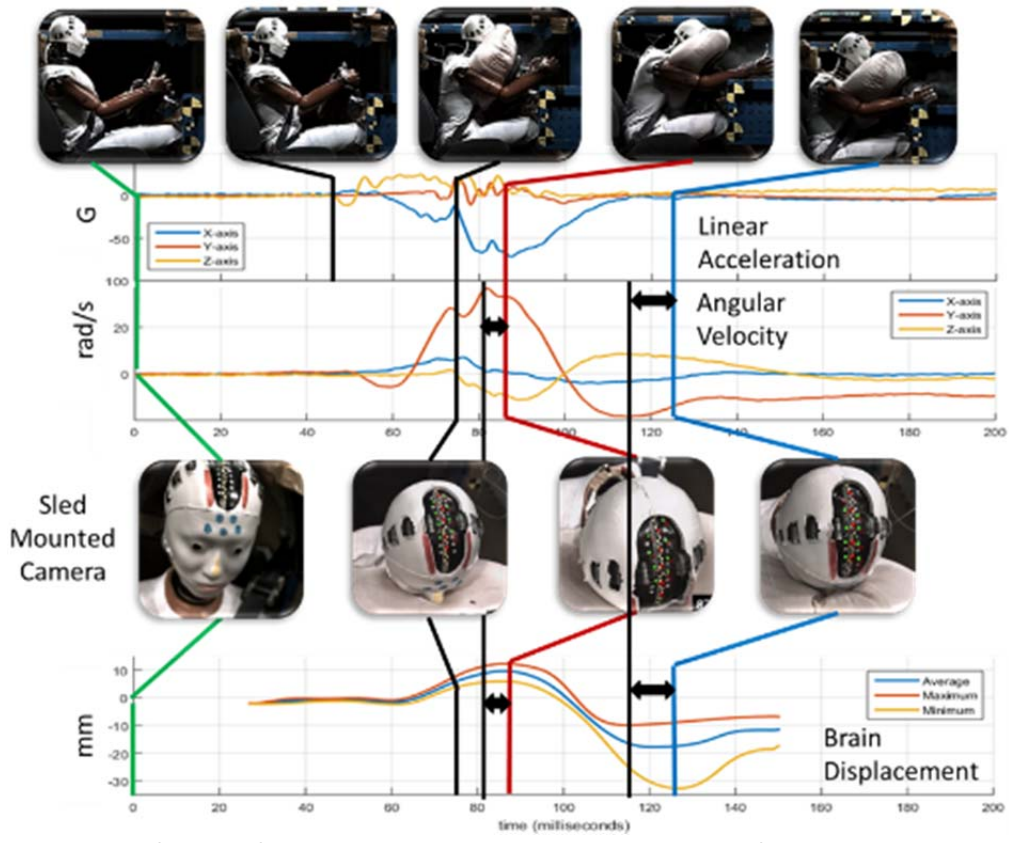 G
0
-50
X-axis
Y-axis
Z-axis
Linear
Acceleration
rad/s
100
20
0
X-axis
Y-axis
Z-axis
Angular
Velocity
0 20 40 60 80 100 120 140 160 180 200
Sled
Mounted
Camera
mm
10
0
-10
-20
-30
Average
Maximum
Minimum
Brain
Displacement
0 20 40 60 80 100 120 140 160 180 200
time (milliseconds)